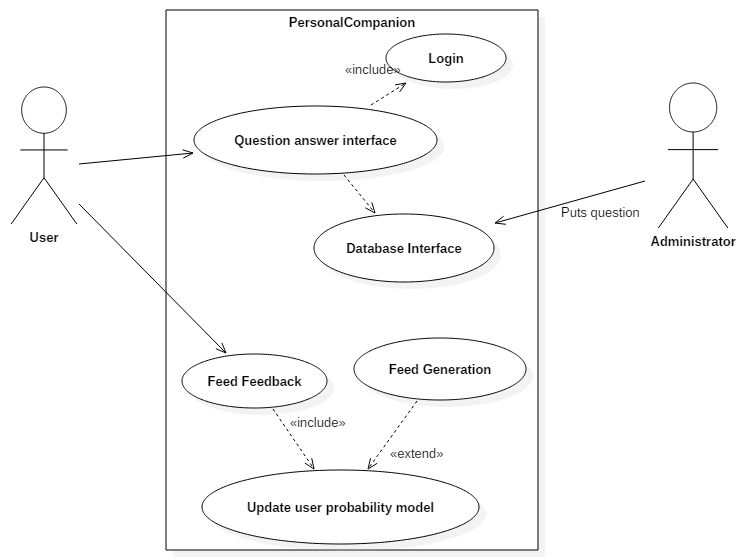 PersonalCompanion
Login
«include»
Question answer interface
Puts question
User
Administrator
Database Interface
Feed Generation
Feed Feedback
«include»
«extend»
Update user probability model